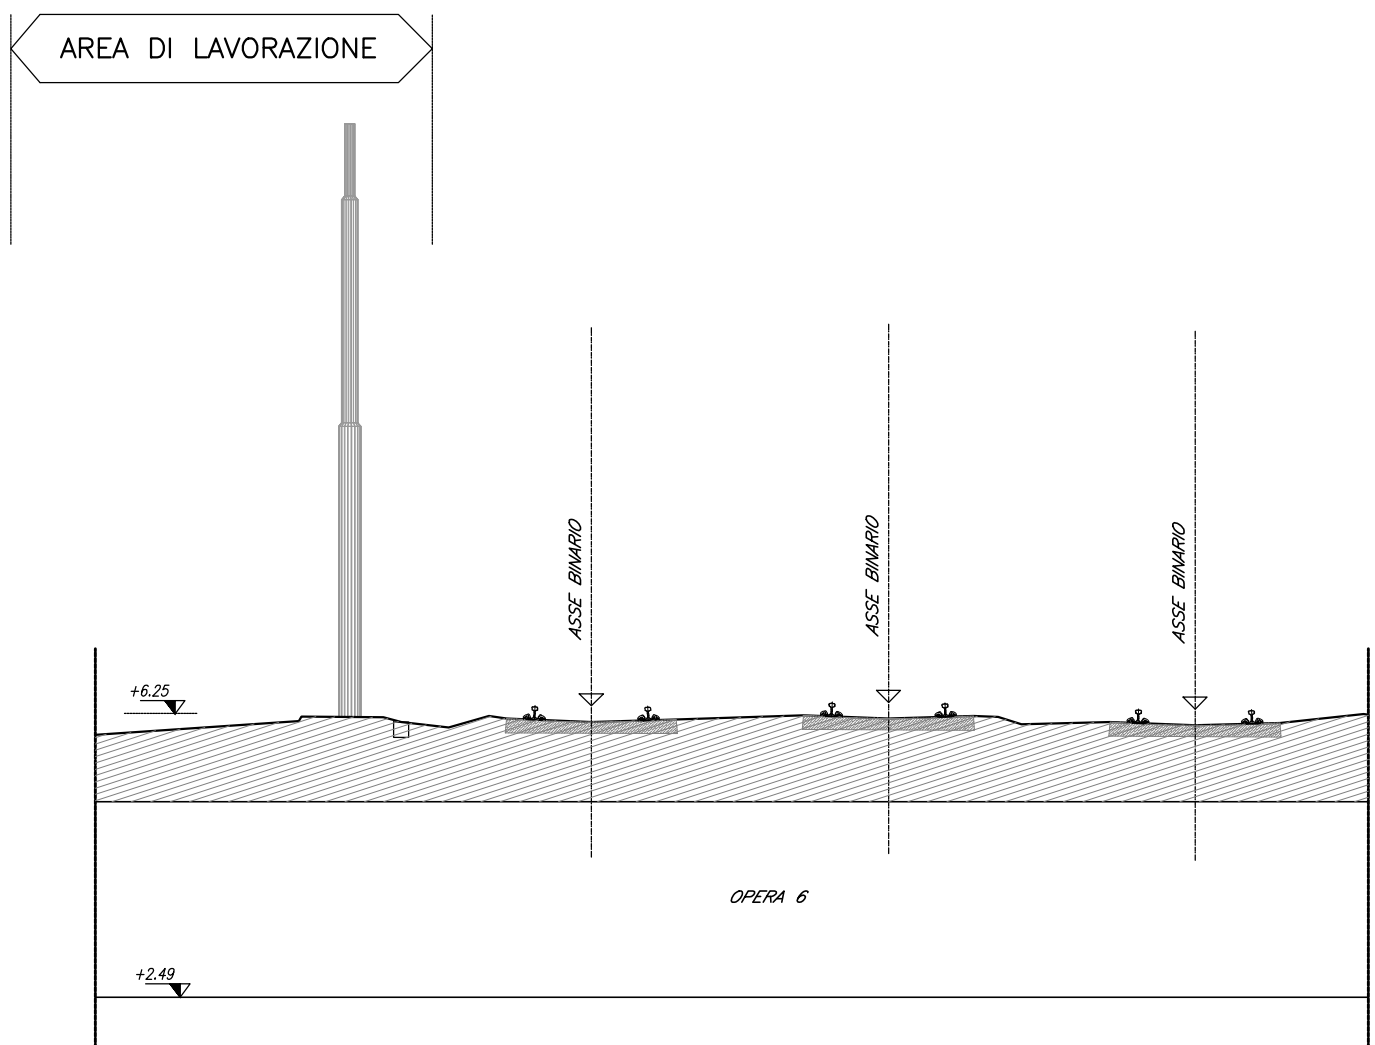 AREA DI LAVORAZIONE
ASSE BINARIO
ASSE BINARIO
ASSE BINARIO
+6.25
OPERA 6
+2.49